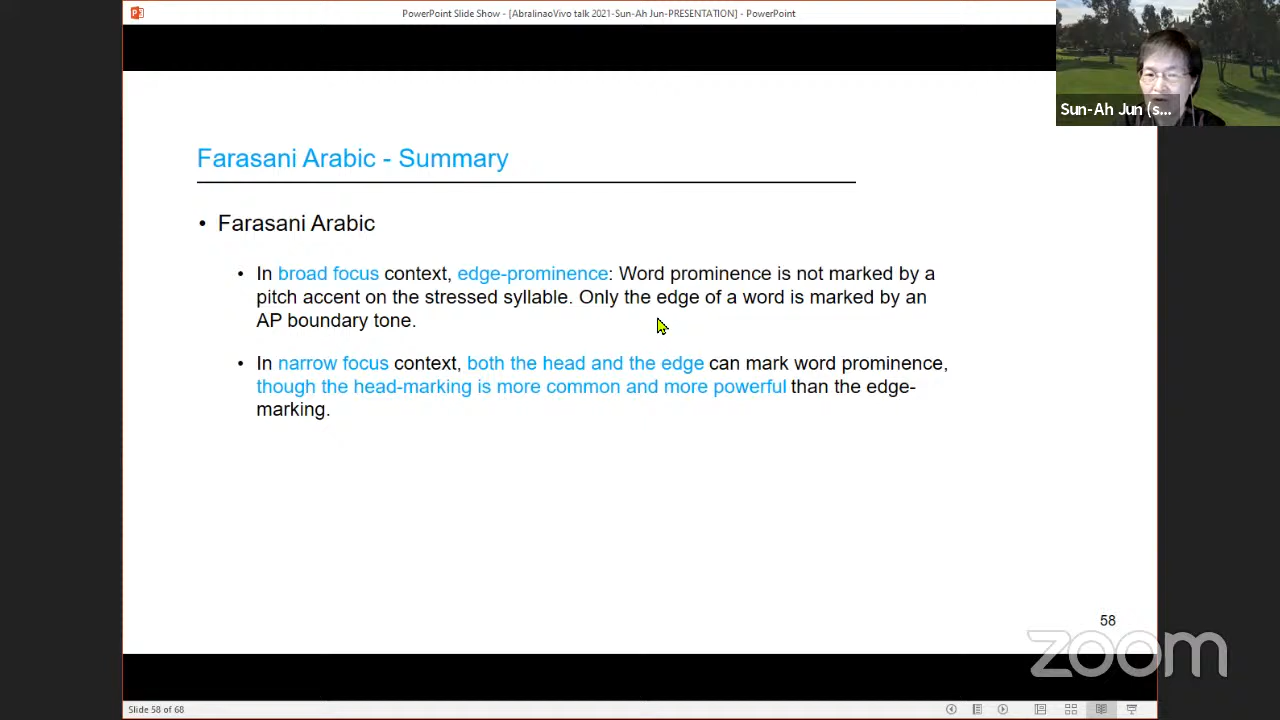 PowerPoint Slide Show - [AbralinaoVivo talk 2021-Sun-Ah Jun-PRESENTATION] - PowerPoint
Sun-Ah Jun (s...
Farasani Arabic - Summary
• Farasani Arabic
• In broad focus context, edge-prominence: Word prominence is not marked by a
pitch accent on the stressed syllable. Only the edge of a word is marked by an
AP boundary tone.
• In narrow focus context, both the head and the edge can mark word prominence,
though the head-marking is more common and more powerful than the edge-
marking.
58
zoom
Slide 58 of 68